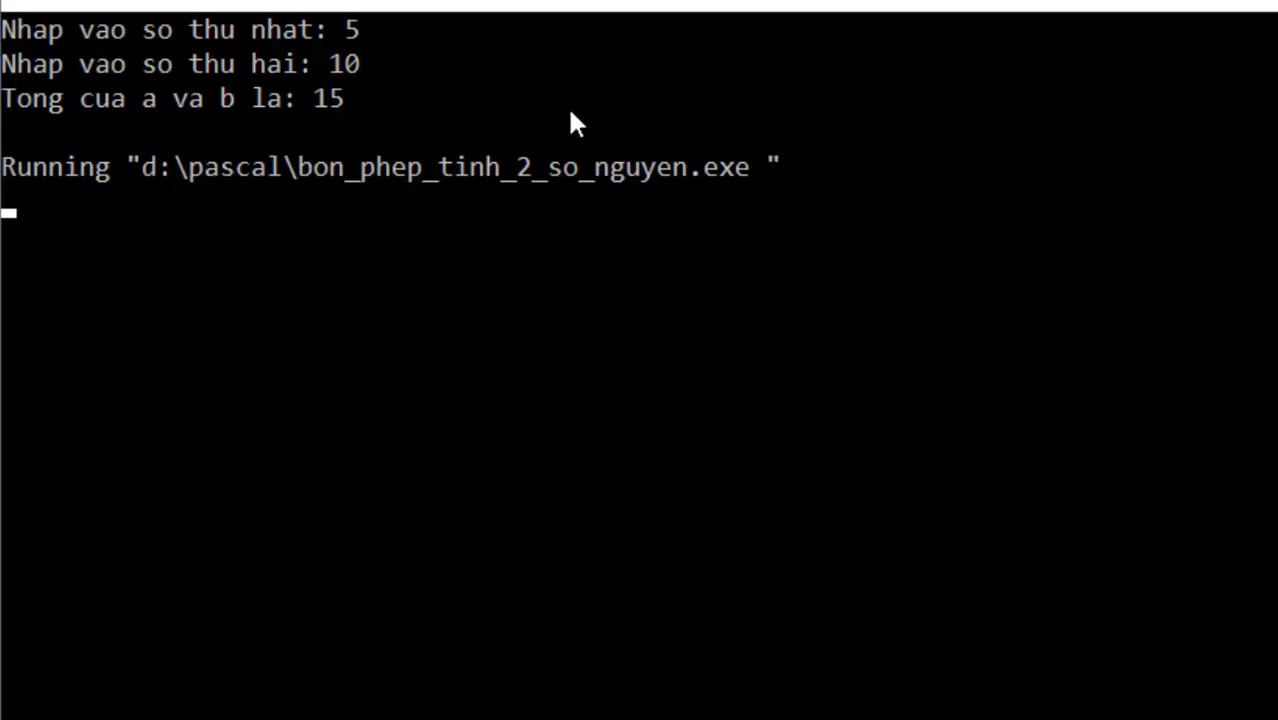 Nhap vao so thu nhat: 5
Nhap vao so thu hai: 10
Tong cua a va b la: 15
Running "d:\pascal\bon_phep_tinh_2_so_nguyen.exe "